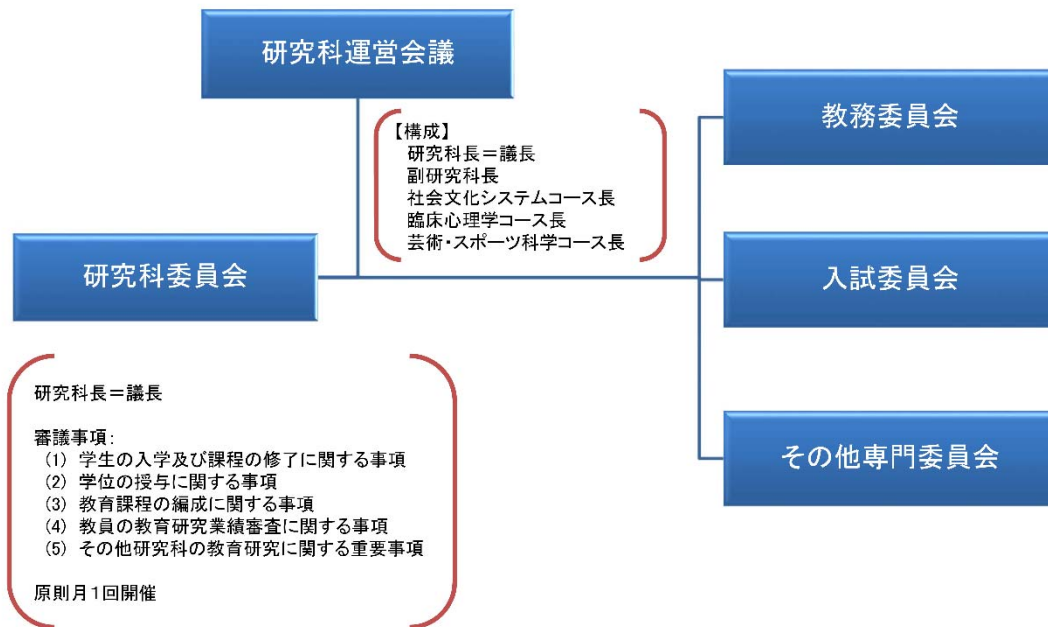 研究科運営会議
【構成】
研究科長＝議長
副研究科長
社会文化システムコース長
臨床心理学コース長
芸術・スポーツ科学コース長
教務委員会
研究科委員会
入試委員会
その他専門委員会
研究科長＝議長
審議事項：
(1) 学生の入学及び課程の修了に関する事項
(2) 学位の授与に関する事項
(3) 教育課程の編成に関する事項
(4) 教員の教育研究業績審査に関する事項
(5) その他研究科の教育研究に関する重要事項
原則月１回開催